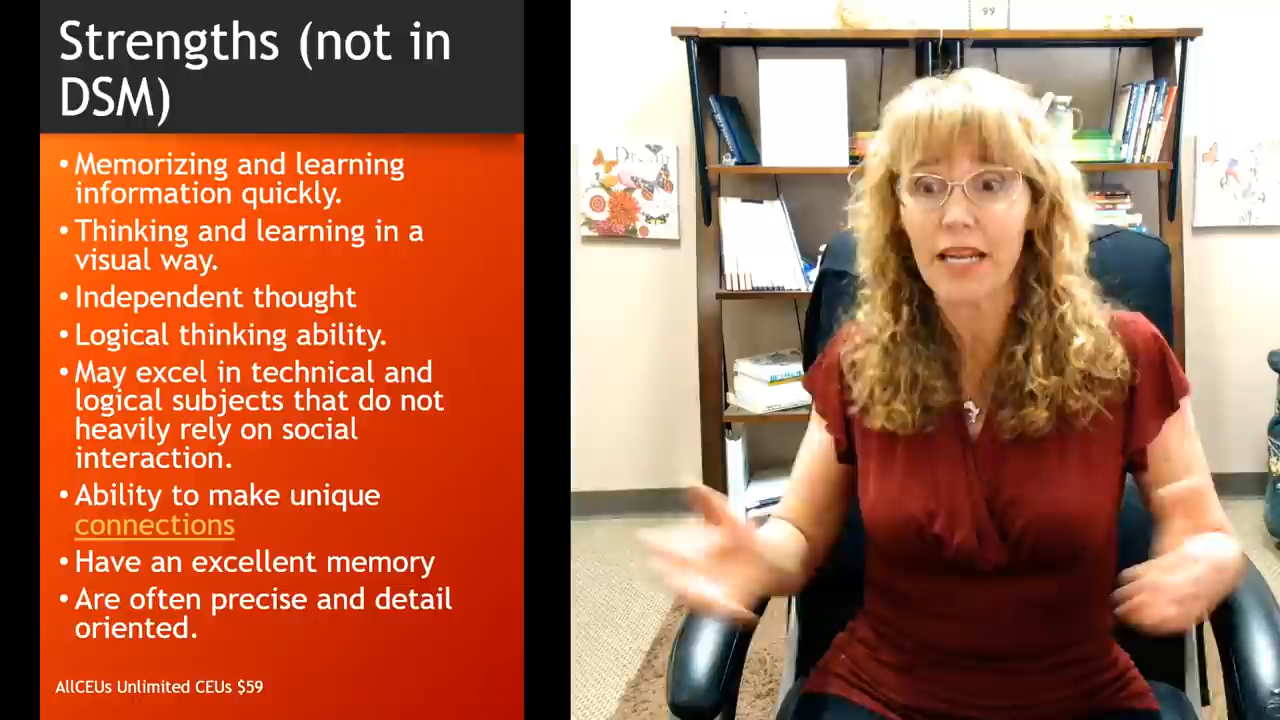 Strengths (not in
DSM)
• Memorizing and learning
information quickly.
• Thinking and learning in a
visual way.
• Independent thought
• Logical thinking ability.
• May excel in technical and
logical subjects that do not
heavily rely on social
interaction.
• Ability to make unique
connections
• Have an excellent memory
• Are often precise and detail
oriented.
AllCEUs Unlimited CEUs $59
99